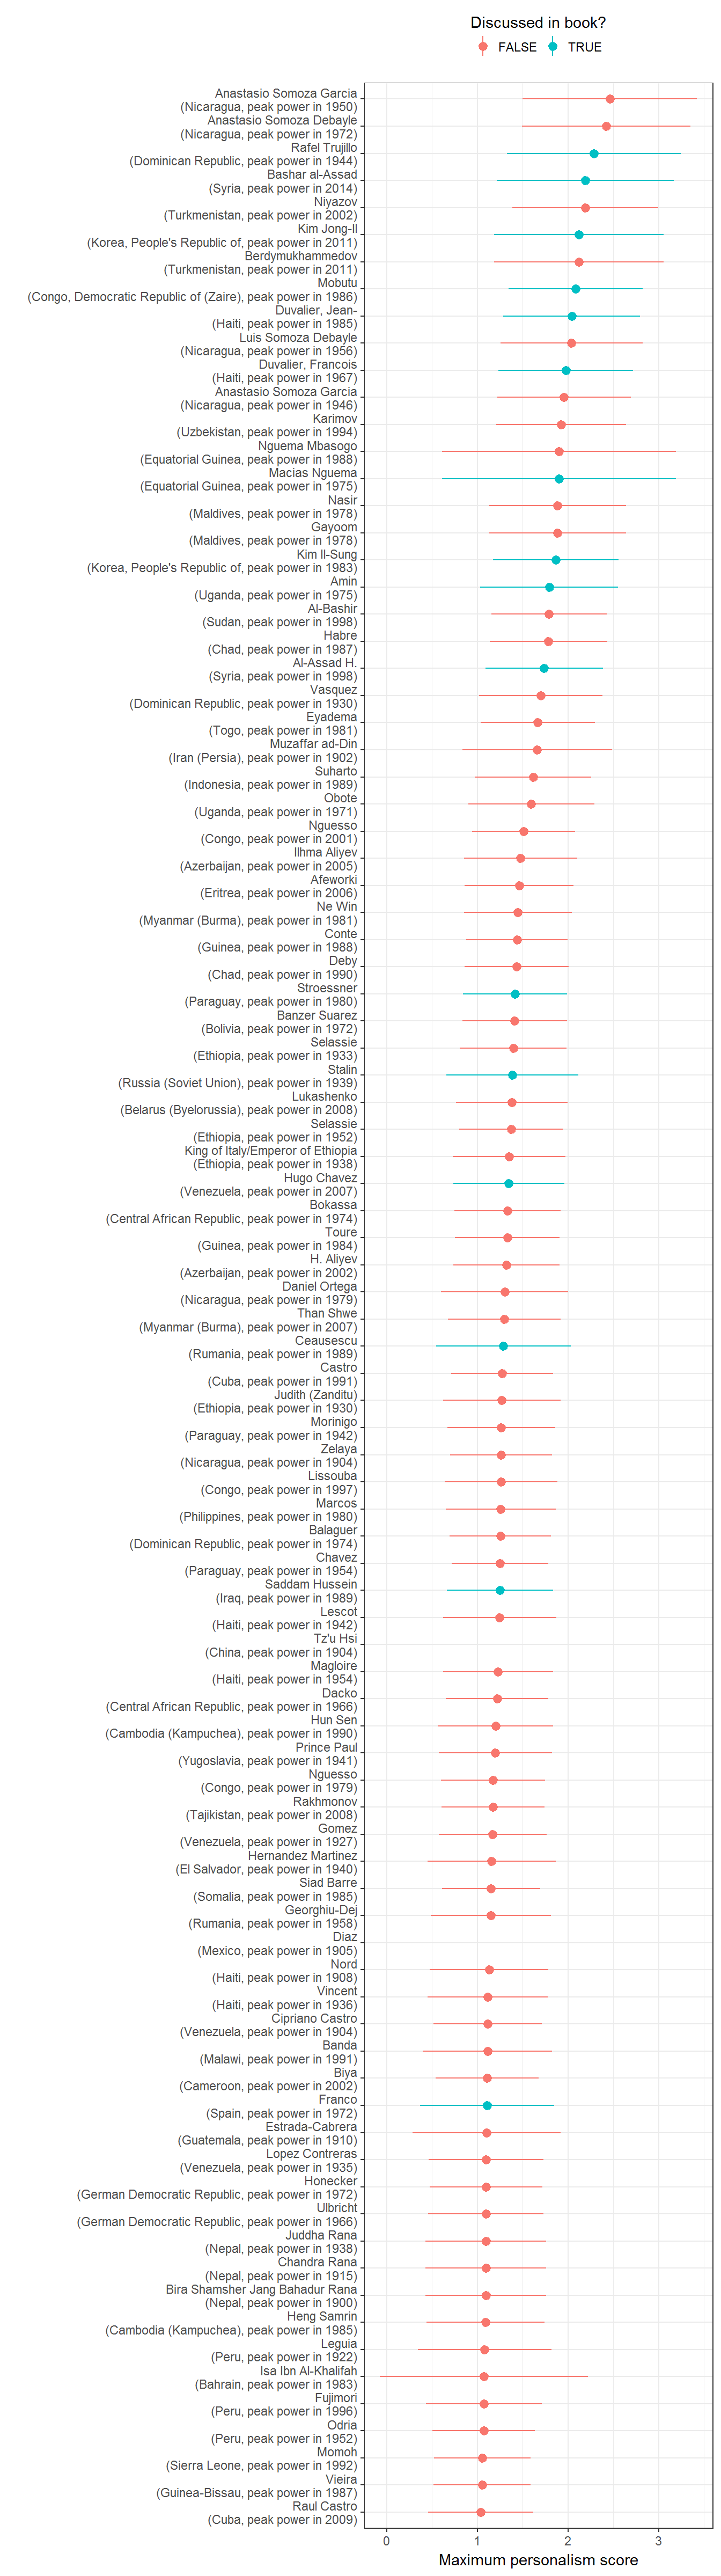 Discussed in book?
FALSE TRUE
Anastasio Somoza Garcia
(Nicaragua, peak power in 1950)
Anastasio Somoza Debayle
(Nicaragua, peak power in 1972)
Rafel Trujillo
(Dominican Republic, peak power in 1944)
Bashar al-Assad
(Syria, peak power in 2014)
Niyazov
(Turkmenistan, peak power in 2002)
Kim Jong-Il
(Korea, People's Republic of, peak power in 2011)
Berdymukhammedov
(Turkmenistan, peak power in 2011)
Mobutu
(Congo, Democratic Republic of (Zaire), peak power in 1986)
Duvalier, Jean-
(Haiti, peak power in 1985)
Luis Somoza Debayle
(Nicaragua, peak power in 1956)
Duvalier, Francois
(Haiti, peak power in 1967)
Anastasio Somoza Garcia
(Nicaragua, peak power in 1946)
Karimov
(Uzbekistan, peak power in 1994)
Nguema Mbasogo
(Equatorial Guinea, peak power in 1988)
Macias Nguema
(Equatorial Guinea, peak power in 1975)
Nasir
(Maldives, peak power in 1978)
Gayoom
(Maldives, peak power in 1978)
Kim Il-Sung
(Korea, People's Republic of, peak power in 1983)
Amin
(Uganda, peak power in 1975)
Al-Bashir
(Sudan, peak power in 1998)
Habre
(Chad, peak power in 1987)
Al-Assad H.
(Syria, peak power in 1998)
Vasquez
(Dominican Republic, peak power in 1930)
Eyadema
(Togo, peak power in 1981)
Muzaffar ad-Din
(Iran (Persia), peak power in 1902)
Suharto
(Indonesia, peak power in 1989)
Obote
(Uganda, peak power in 1971)
Nguesso
(Congo, peak power in 2001)
Ilhma Aliyev
(Azerbaijan, peak power in 2005)
Afeworki
(Eritrea, peak power in 2006)
Ne Win
(Myanmar (Burma), peak power in 1981)
Conte
(Guinea, peak power in 1988)
Deby
(Chad, peak power in 1990)
Stroessner
(Paraguay, peak power in 1980)
Banzer Suarez
(Bolivia, peak power in 1972)
Selassie
(Ethiopia, peak power in 1933)
Stalin
(Russia (Soviet Union), peak power in 1939)
Lukashenko
(Belarus (Byelorussia), peak power in 2008)
Selassie
(Ethiopia, peak power in 1952)
King of Italy/Emperor of Ethiopia
(Ethiopia, peak power in 1938)
Hugo Chavez
(Venezuela, peak power in 2007)
Bokassa
(Central African Republic, peak power in 1974)
Toure
(Guinea, peak power in 1984)
H. Aliyev
(Azerbaijan, peak power in 2002)
Daniel Ortega
(Nicaragua, peak power in 1979)
Than Shwe
(Myanmar (Burma), peak power in 2007)
Ceausescu
(Rumania, peak power in 1989)
Castro
(Cuba, peak power in 1991)
Judith (Zanditu)
(Ethiopia, peak power in 1930)
Morinigo
(Paraguay, peak power in 1942)
Zelaya
(Nicaragua, peak power in 1904)
Lissouba
(Congo, peak power in 1997)
Marcos
(Philippines, peak power in 1980)
Balaguer
(Dominican Republic, peak power in 1974)
Chavez
(Paraguay, peak power in 1954)
Saddam Hussein
(Iraq, peak power in 1989)
Lescot
(Haiti, peak power in 1942)
Tz'u Hsi
(China, peak power in 1904)
Magloire
(Haiti, peak power in 1954)
Dacko
(Central African Republic, peak power in 1966)
Hun Sen
(Cambodia (Kampuchea), peak power in 1990)
Prince Paul
(Yugoslavia, peak power in 1941)
Nguesso
(Congo, peak power in 1979)
Rakhmonov
(Tajikistan, peak power in 2008)
Gomez
(Venezuela, peak power in 1927)
Hernandez Martinez
(El Salvador, peak power in 1940)
Siad Barre
(Somalia, peak power in 1985)
Georghiu-Dej
(Rumania, peak power in 1958)
Diaz
(Mexico, peak power in 1905)
Nord
(Haiti, peak power in 1908)
Vincent
(Haiti, peak power in 1936)
Cipriano Castro
(Venezuela, peak power in 1904)
Banda
(Malawi, peak power in 1991)
Biya
(Cameroon, peak power in 2002)
Franco
(Spain, peak power in 1972)
Estrada-Cabrera
(Guatemala, peak power in 1910)
Lopez Contreras
(Venezuela, peak power in 1935)
Honecker
(German Democratic Republic, peak power in 1972)
Ulbricht
(German Democratic Republic, peak power in 1966)
Juddha Rana
(Nepal, peak power in 1938)
Chandra Rana
(Nepal, peak power in 1915)
Bira Shamsher Jang Bahadur Rana
(Nepal, peak power in 1900)
Heng Samrin
(Cambodia (Kampuchea), peak power in 1985)
Leguia
(Peru, peak power in 1922)
Isa Ibn Al-Khalifah
(Bahrain, peak power in 1983)
Fujimori
(Peru, peak power in 1996)
Odria
(Peru, peak power in 1952)
Momoh
(Sierra Leone, peak power in 1992)
Vieira
(Guinea-Bissau, peak power in 1987)
Raul Castro
(Cuba, peak power in 2009)
0 1 2 3
Maximum personalism score